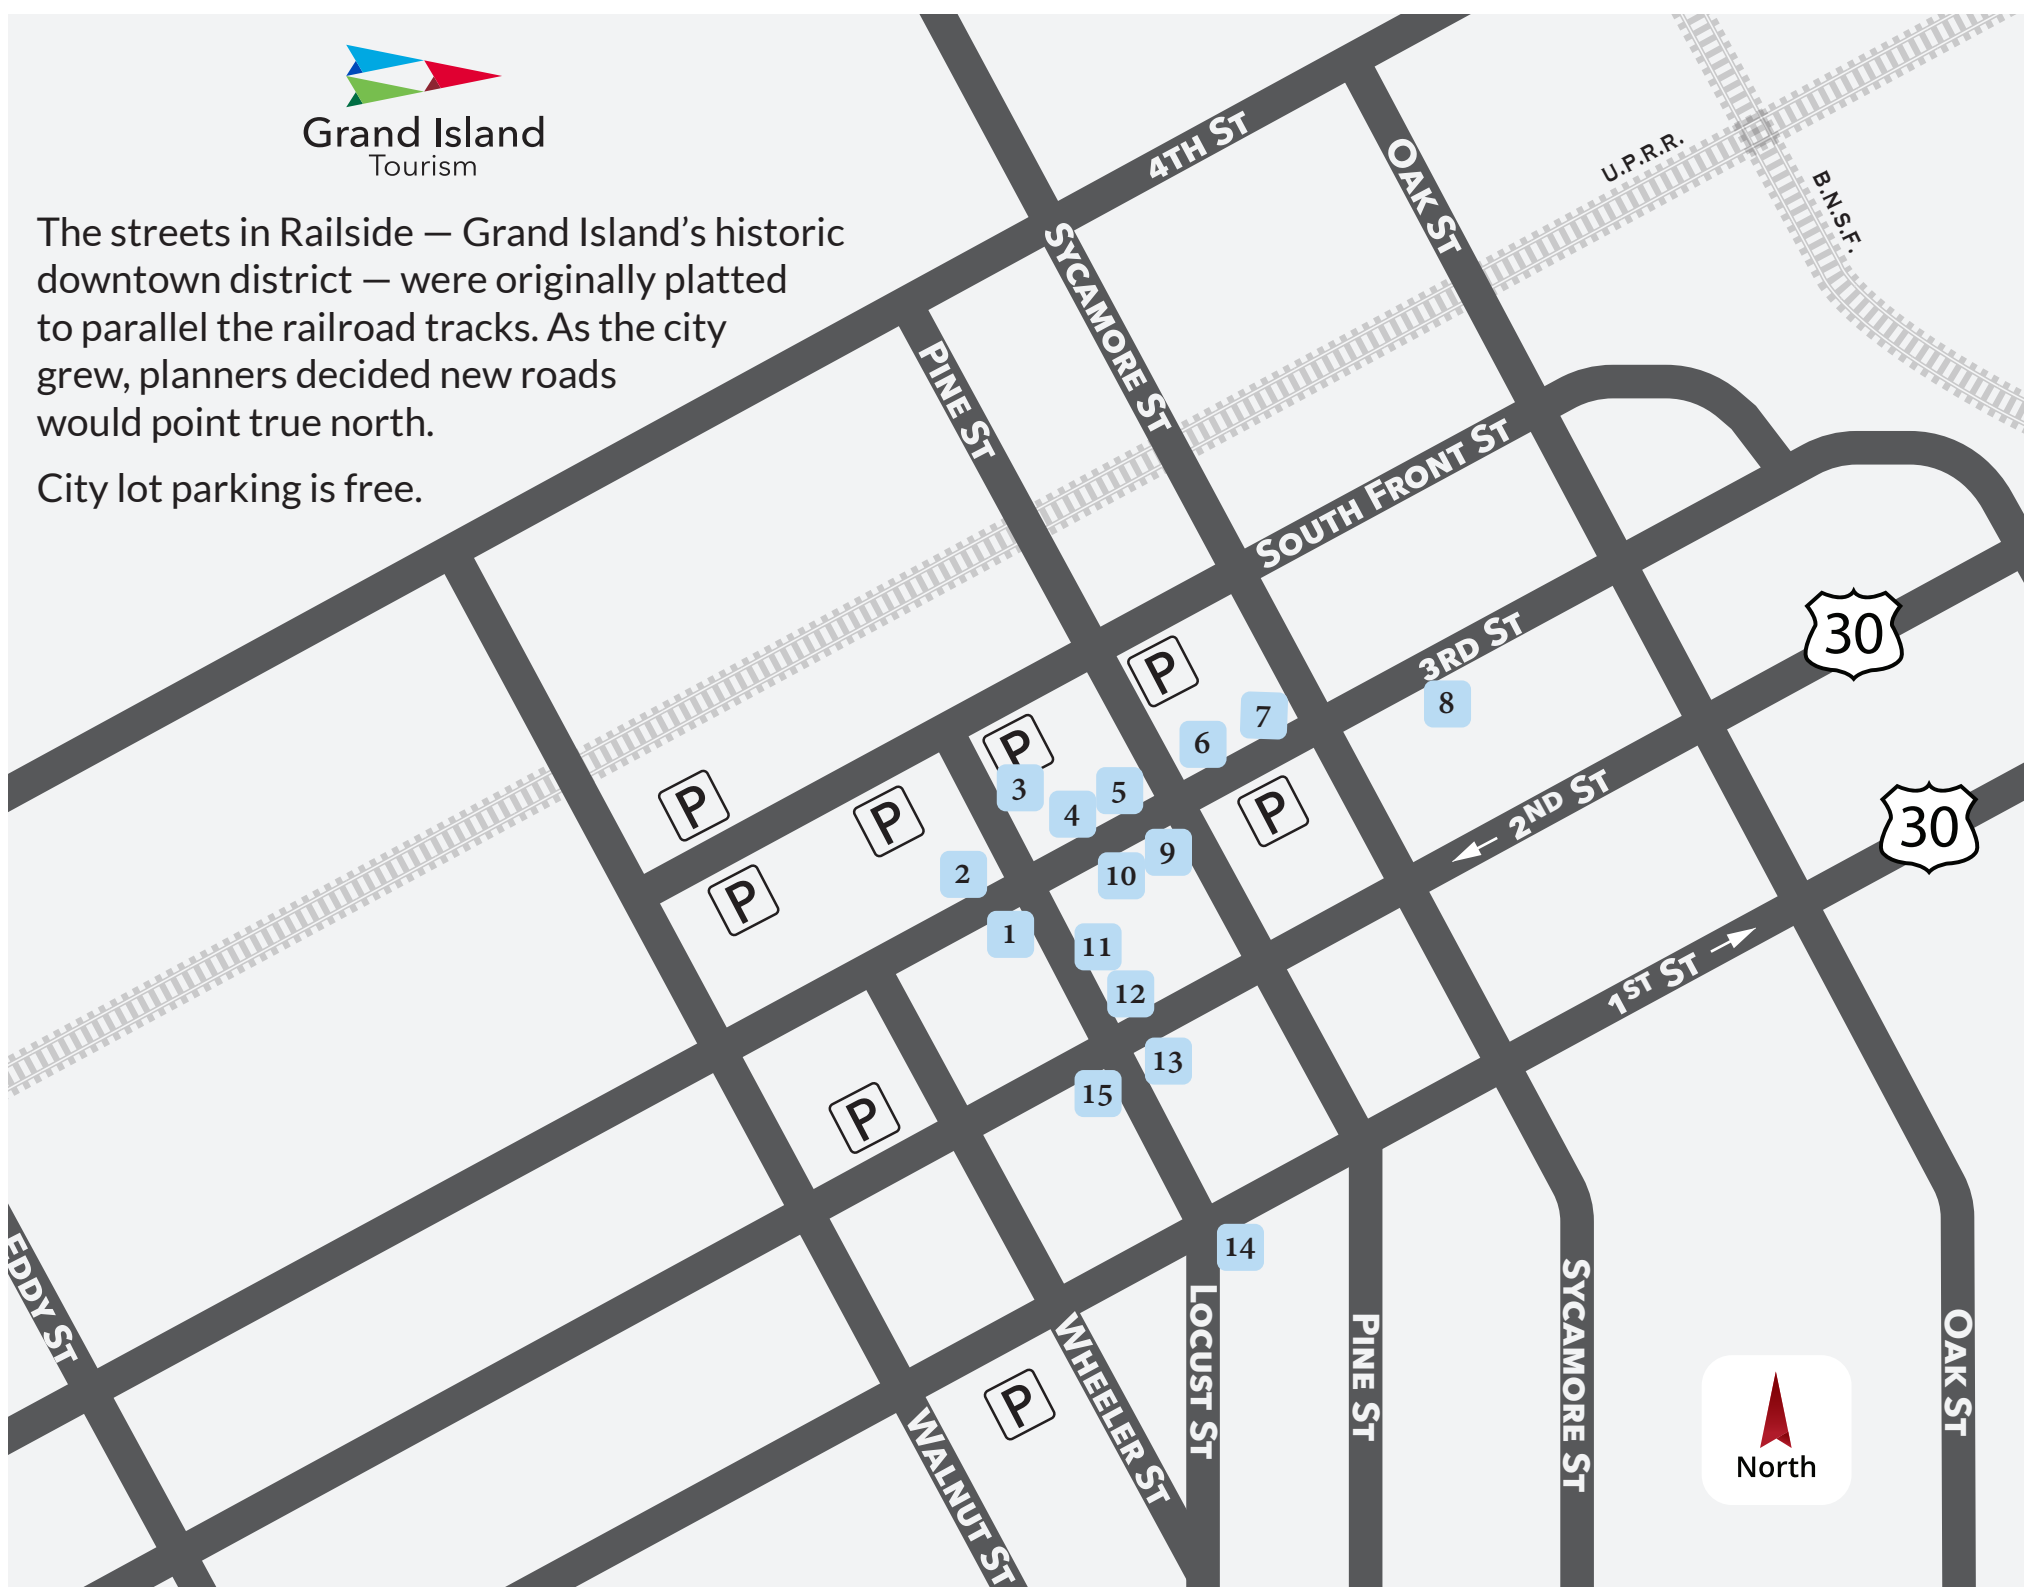 Grand Island
Tourism
The streets in Railside — Grand Island’s historic
downtown district — were originally platted
to parallel the railroad tracks. As the city
grew, planners decided new roads
would point true north.
City lot parking is free.
4TH ST
OAK ST
U.P.R.R.
B.N.S.F.
SYCAMORE ST
PINE ST
SOUTH FRONT ST
3RD ST
30
P
P
P
P
P
P
7
8
6
3
5
4
9
10
2
1
2ND ST
30
11
12
1ST ST
13
15
P
14
EDDY ST
LOCUST ST
PINE ST
SYCAMORE ST
OAK ST
WHEELER ST
WALNUT ST
P
North